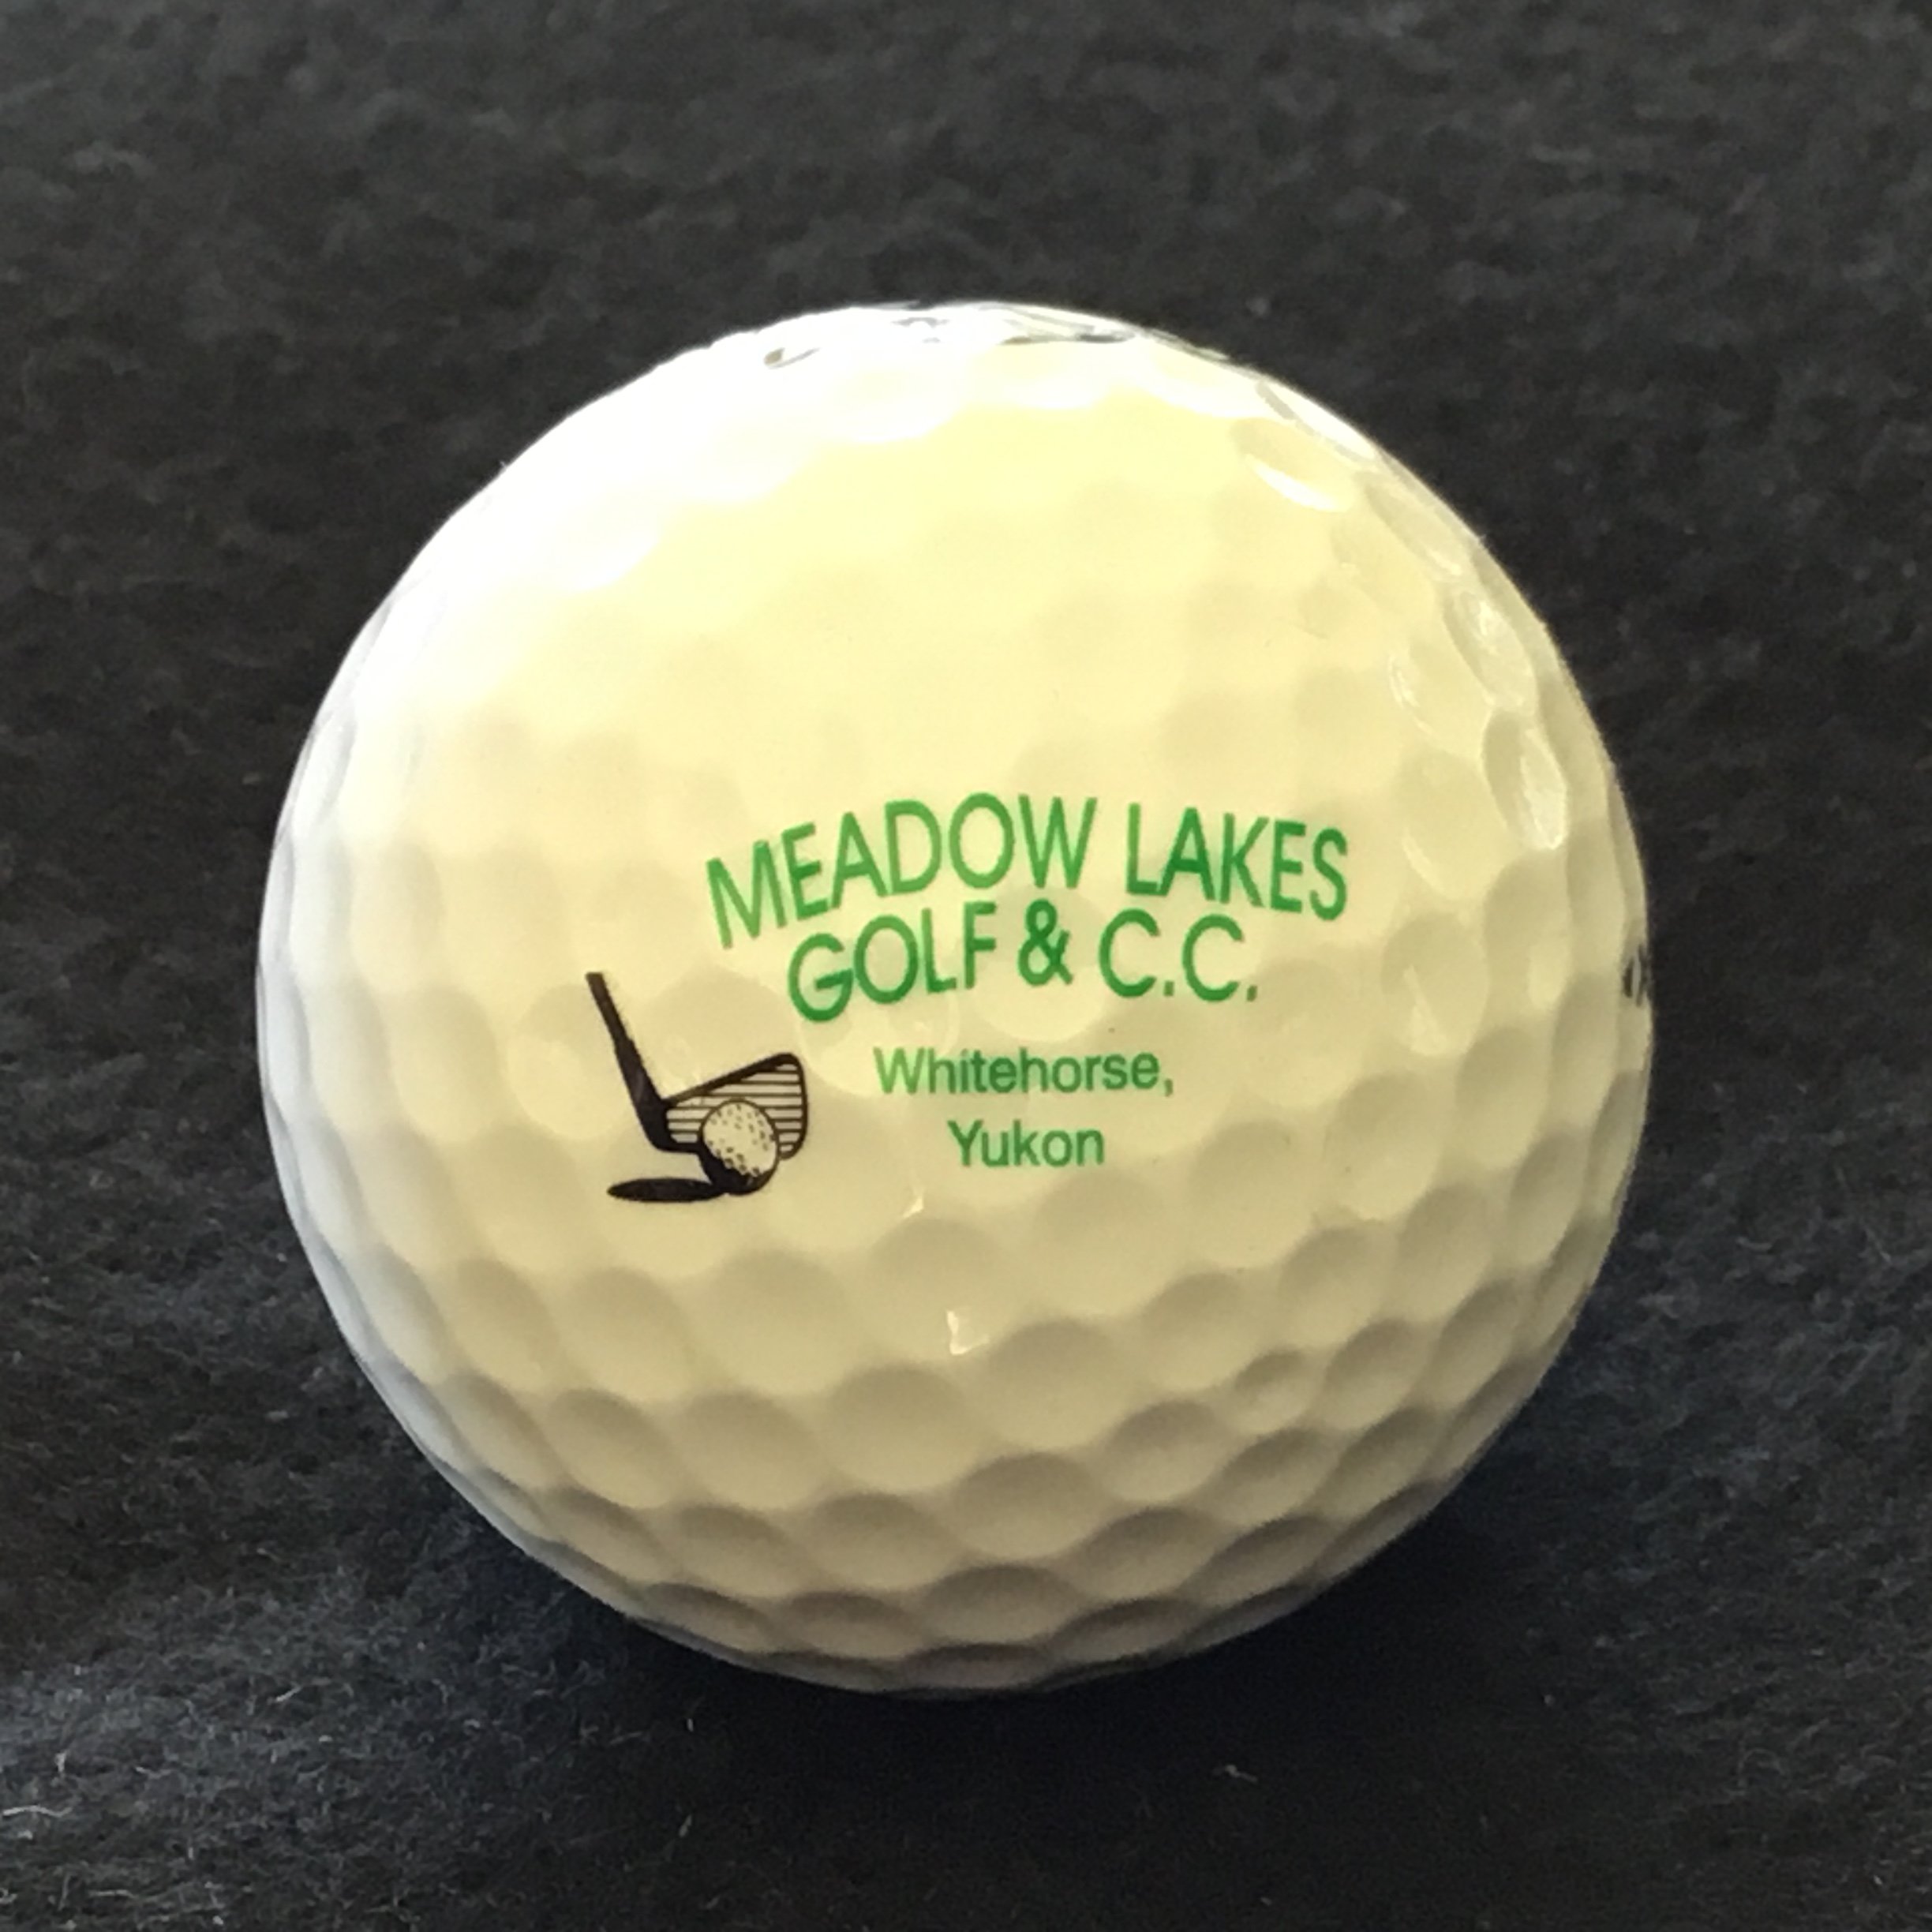 MEADOW LAKES
GOLF & C.C.
Whitehorse,
Yukon